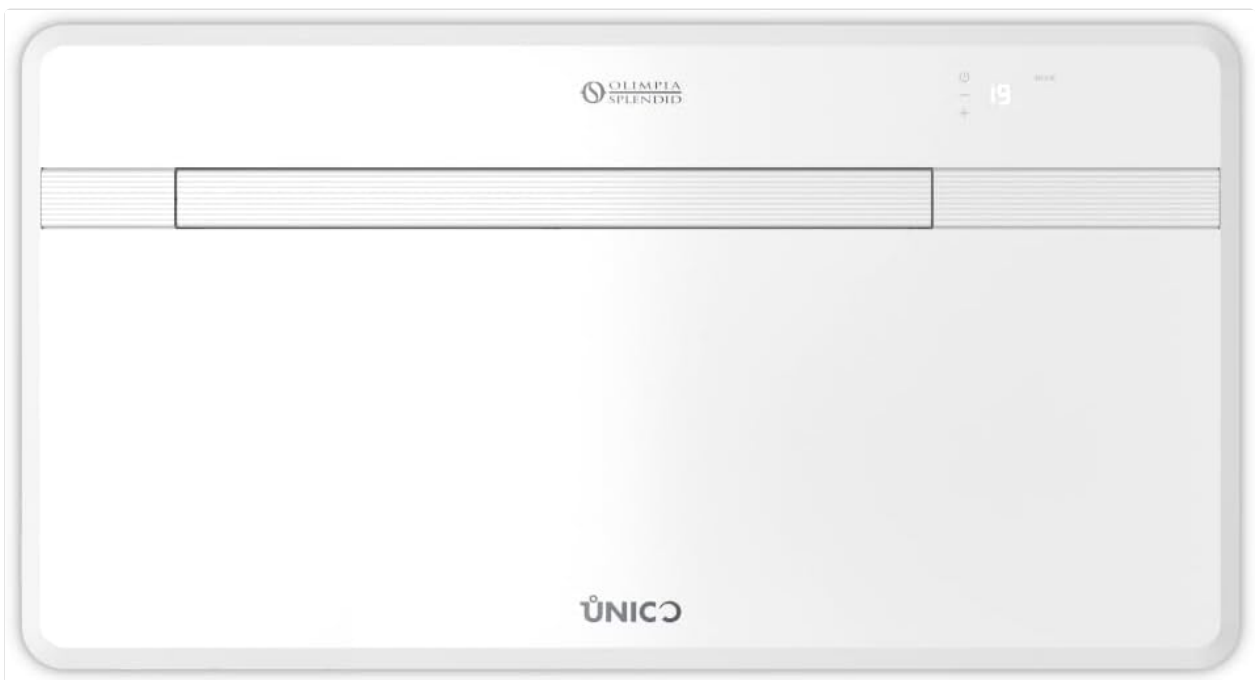 OLIMPIA
SPLENDID
−
19
+
ŮNICO